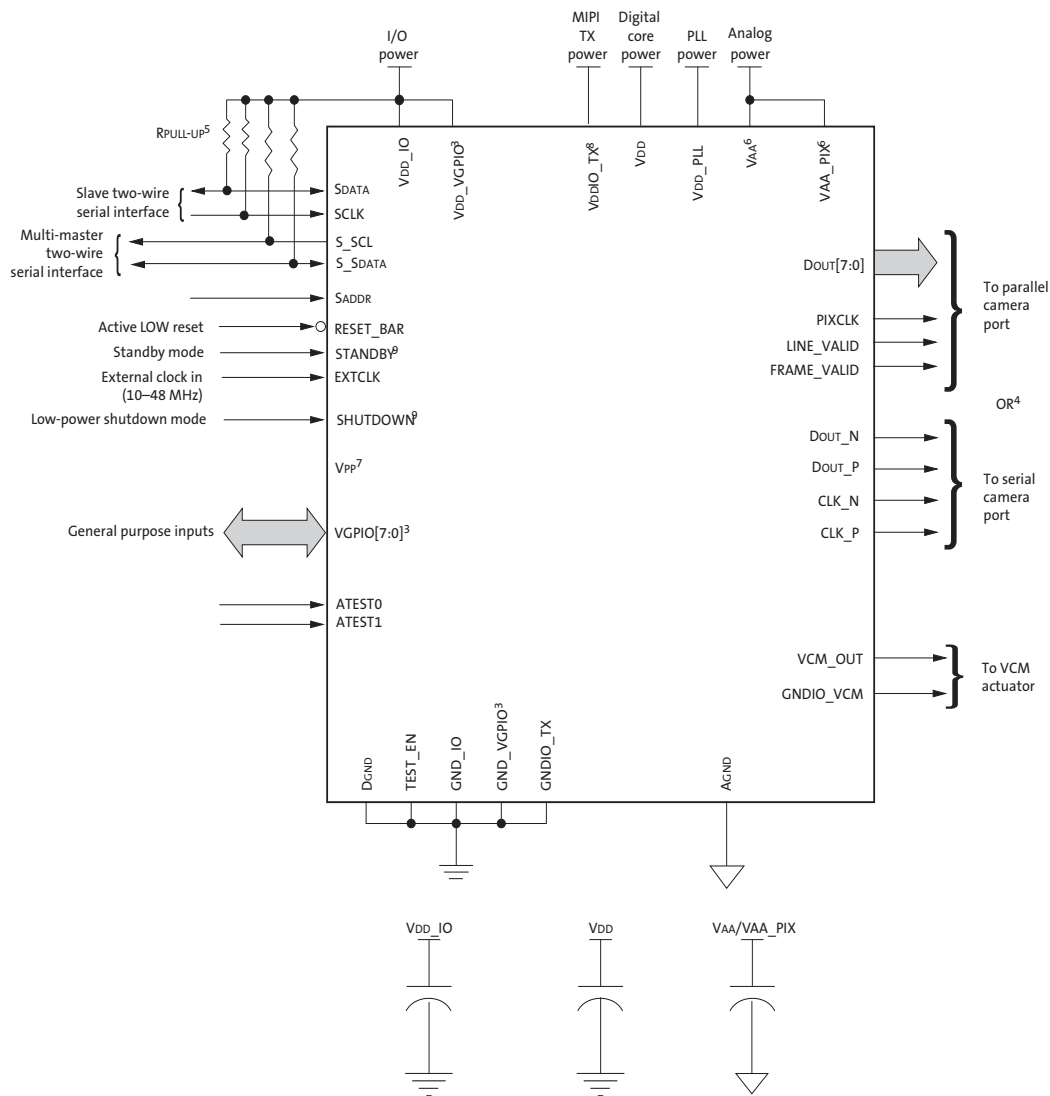 I/O
power
MIPI
TX
power
Digital
core
power
PLL
power
Analog
power
RPULL-UP5
VDD_IO
VDD_VGPIO3
VDDIO_TX8
VDD
VDD_PLL
VAA6
VAA_PIX6
Slave two-wire
serial interface
SDATA
SCLK
Multi-master
two-wire
serial interface
S_SCL
S_SDATA
SADDR
Active LOW reset
RESET_BAR
Standby mode
STANDBY9
External clock in
(10–48 MHz)
EXTCLK
Low-power shutdown mode
SHUTDOWN9
VPP7
General purpose inputs
VGPIO[7:0]3
ATEST0
ATEST1
DOUT[7:0]
PIXCLK
LINE_VALID
FRAME_VALID
To parallel
camera
port
OR4
DOUT_N
DOUT_P
CLK_N
CLK_P
To serial
camera
port
VCM_OUT
GNDIO_VCM
To VCM
actuator
DGND
TEST_EN
GND_IO
GND_VGPIO3
GNDIO_TX
AGND
VDD_IO
VDD
VAA/VAA_PIX